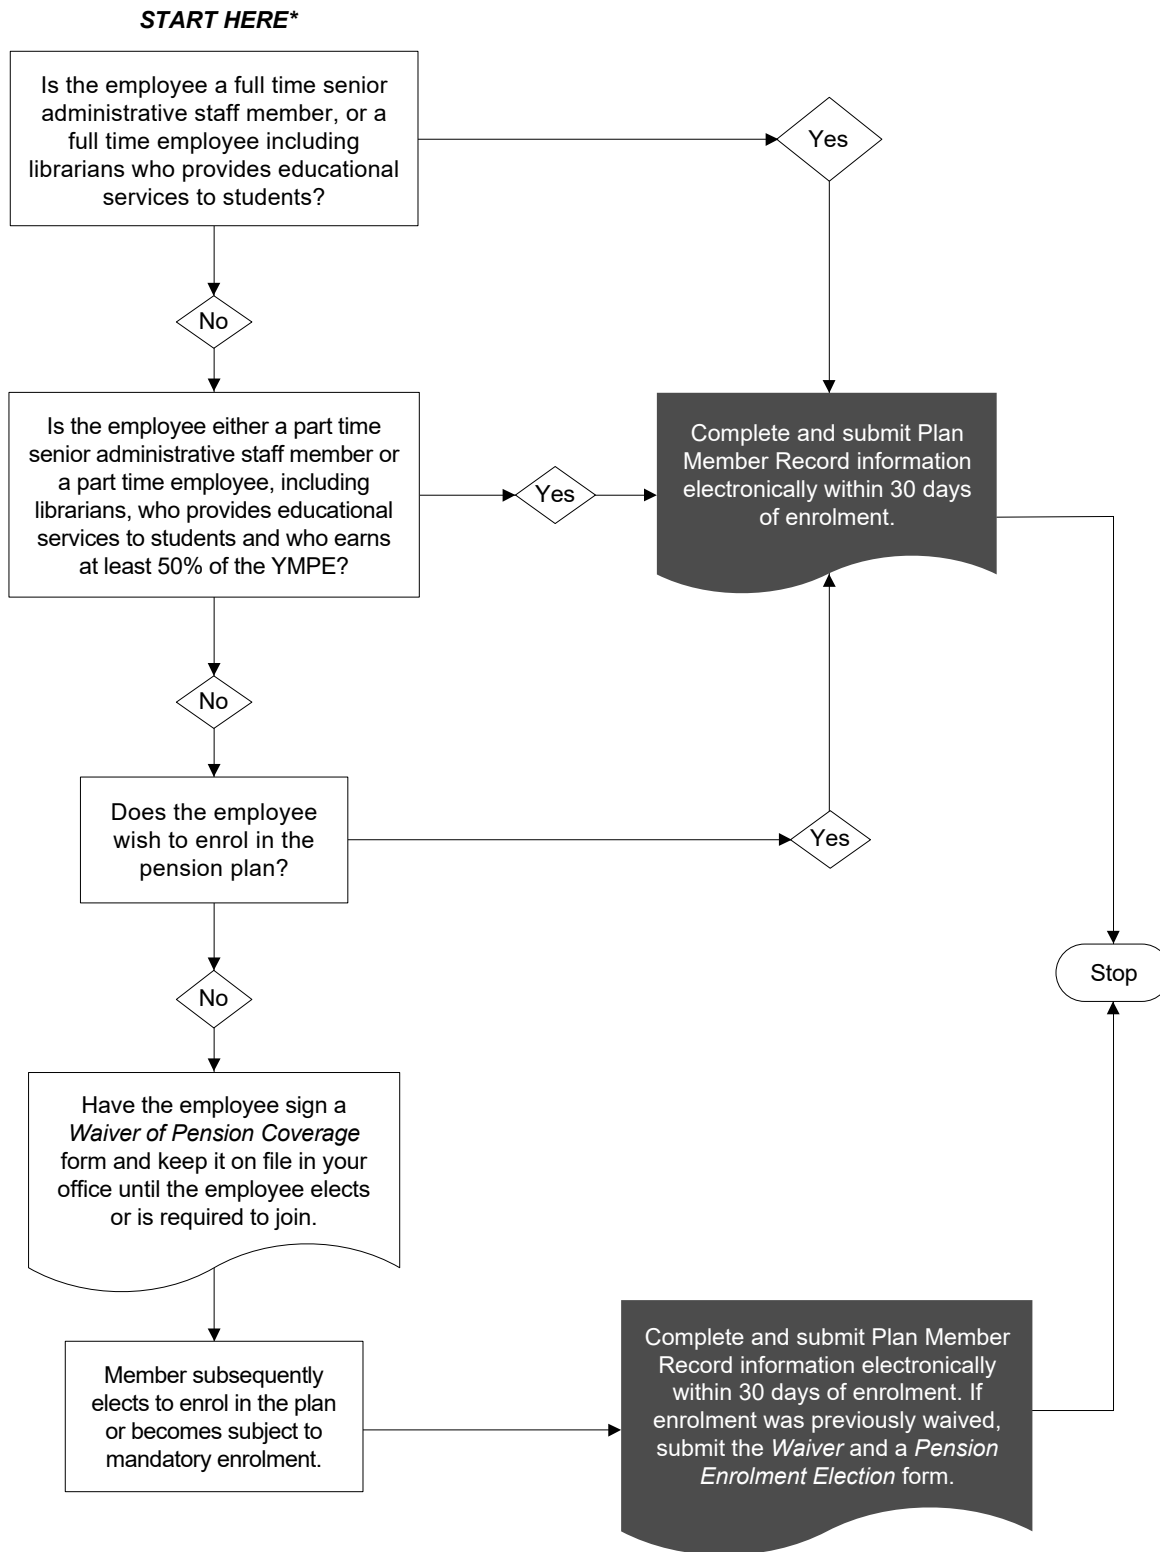 START HERE*
Is the employee a full time senior
administrative staff member, or a
full time employee including
librarians who provides educational
services to students?
Yes
No
Is the employee either a part time
senior administrative staff member or
a part time employee, including
librarians, who provides educational
services to students and who earns
at least 50% of the YMPE?
Yes
Complete and submit Plan
Member Record information
electronically within 30 days
of enrolment.
No
Does the employee
wish to enrol in the
pension plan?
Yes
No
Stop
Have the employee sign a
Waiver of Pension Coverage
form and keep it on file in your
office until the employee elects
or is required to join.
Member subsequently
elects to enrol in the plan
or becomes subject to
mandatory enrolment.
Complete and submit Plan Member
Record information electronically
within 30 days of enrolment. If
enrolment was previously waived,
submit the Waiver and a Pension
Enrolment Election form.